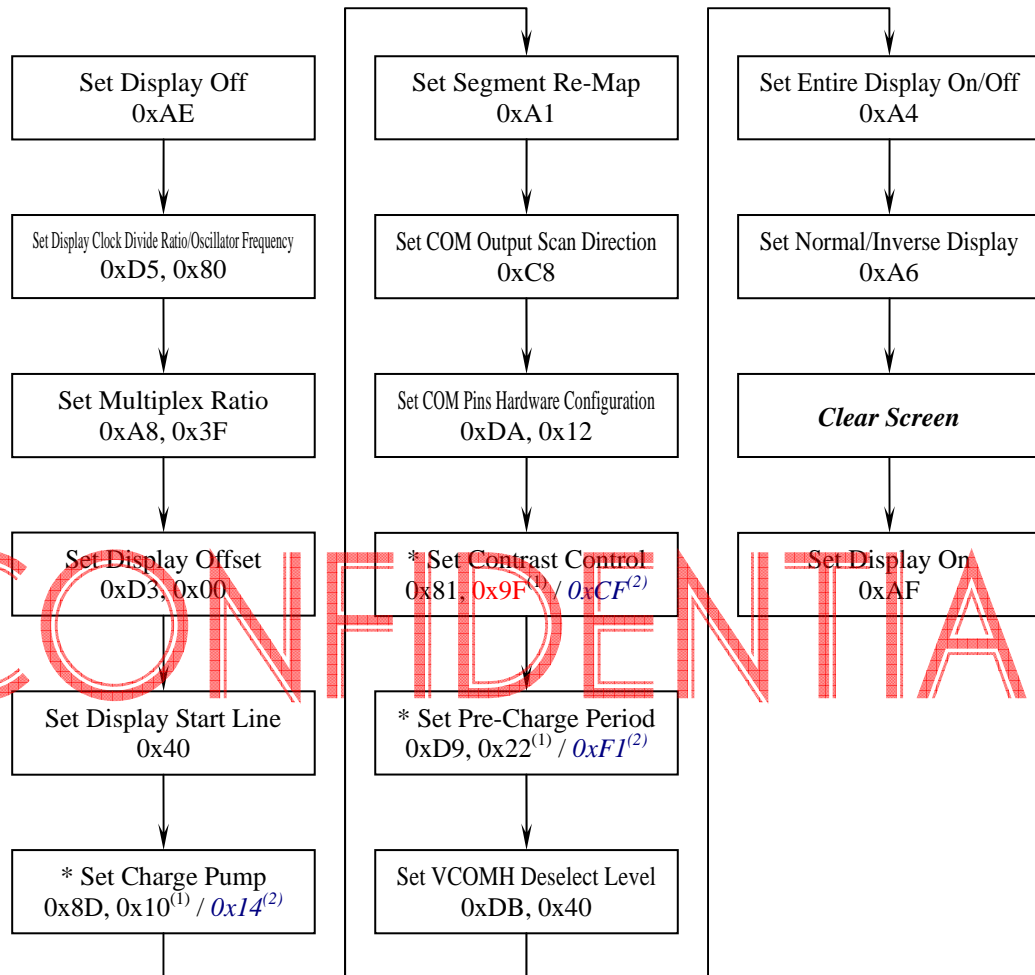 Set Display Off
0xAE
Set Display Clock Divide Ratio/Oscillator Frequency
0xD5, 0x80
Set Multiplex Ratio
0xA8, 0x3F
Set Display Offset
0xD3, 0x00
Set Display Start Line
0x40
* Set Charge Pump
0x8D, 0x10(1) / 0x14(2)
Set Segment Re-Map
0xA1
Set COM Output Scan Direction
0xC8
Set COM Pins Hardware Configuration
0xDA, 0x12
* Set Contrast Control
0x81, 0x9F(1) / 0xCF(2)
* Set Pre-Charge Period
0xD9, 0x22(1) / 0xF1(2)
Set VCOMH Deselect Level
0xDB, 0x40
Set Entire Display On/Off
0xA4
Set Normal/Inverse Display
0xA6
Clear Screen
Set Display On
0xAF
CONFIDENTIA